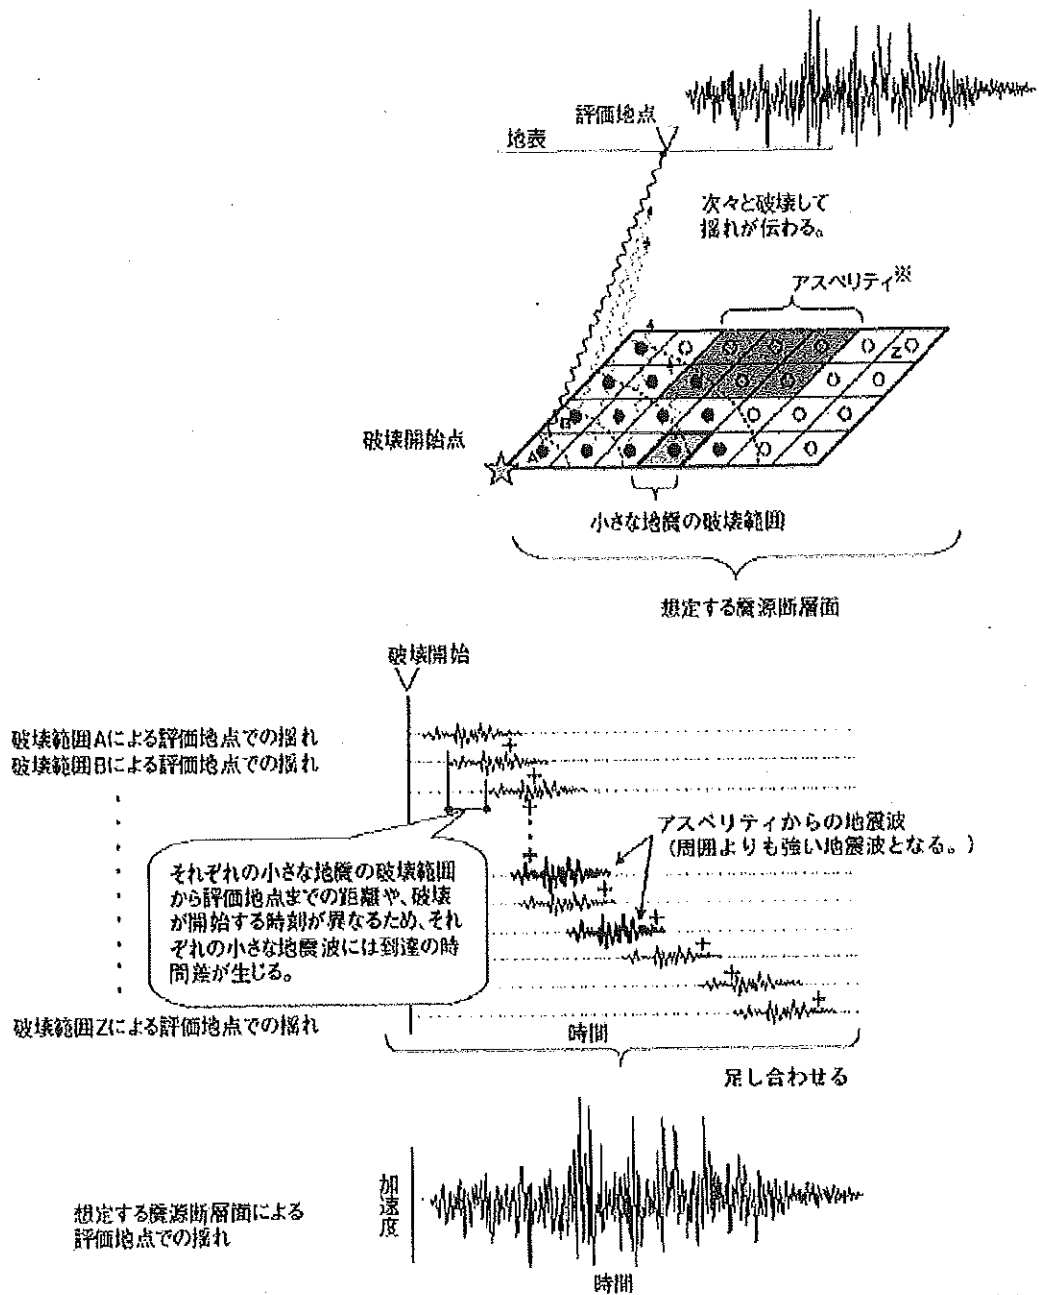 評価地点
地表
次々と破壊して
揺れが伝わる。
アスペリティ※
Z
B
A
破壊開始点
小さな地震の破壊範囲
想定する震源断層面
破壊開始
破壊範囲Aによる評価地点での揺れ
破壊範囲Bによる評価地点での揺れ
アスペリティからの地震波
(周囲よりも強い地震波となる。)
それぞれの小さな地震の破壊範囲
から評価地点までの距離や、破壊
が開始する時刻が異なるため、それ
ぞれの小さな地震波には到達の時
間差が生じる。
破壊範囲Zによる評価地点での揺れ
時間
足し合わせる
加速度
想定する震源断層面による
評価地点での揺れ
時間